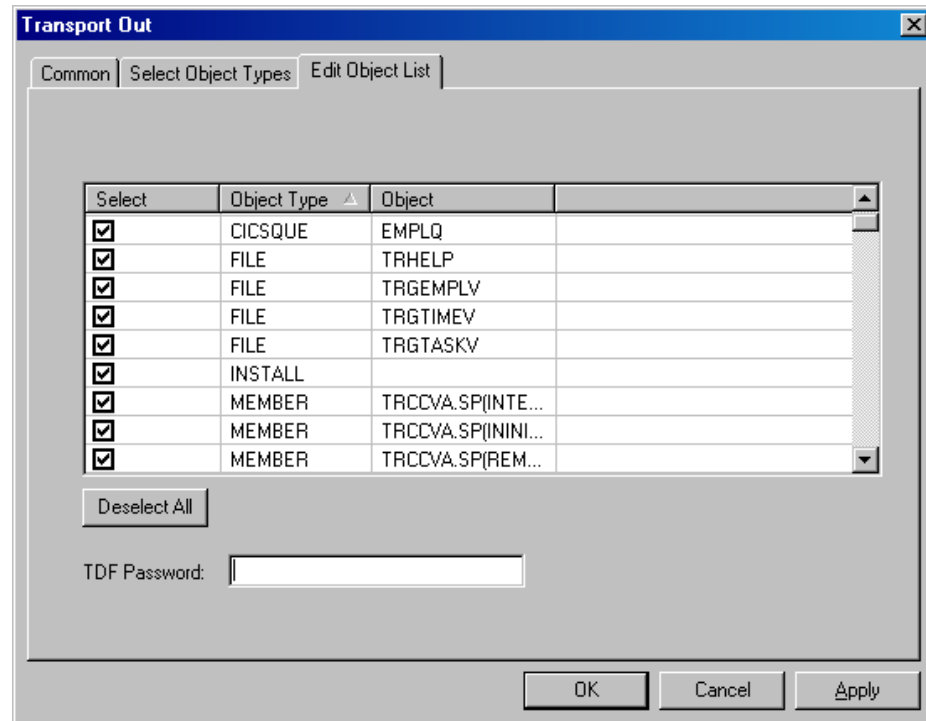 Transport Out
Common Select Object Types Edit Object List
Select Object Type Object
CICSQUE EMPLQ
FILE TRHELP
FILE TRGEMPLV
FILE TRGTIMEV
FILE TRGTASKV
INSTALL
MEMBER TRCCVA.SP(INTE...
MEMBER TRCCVA.SP(ININI...
MEMBER TRCCVA.SP(REM...
Deselect All
TDF Password:
OK Cancel Apply